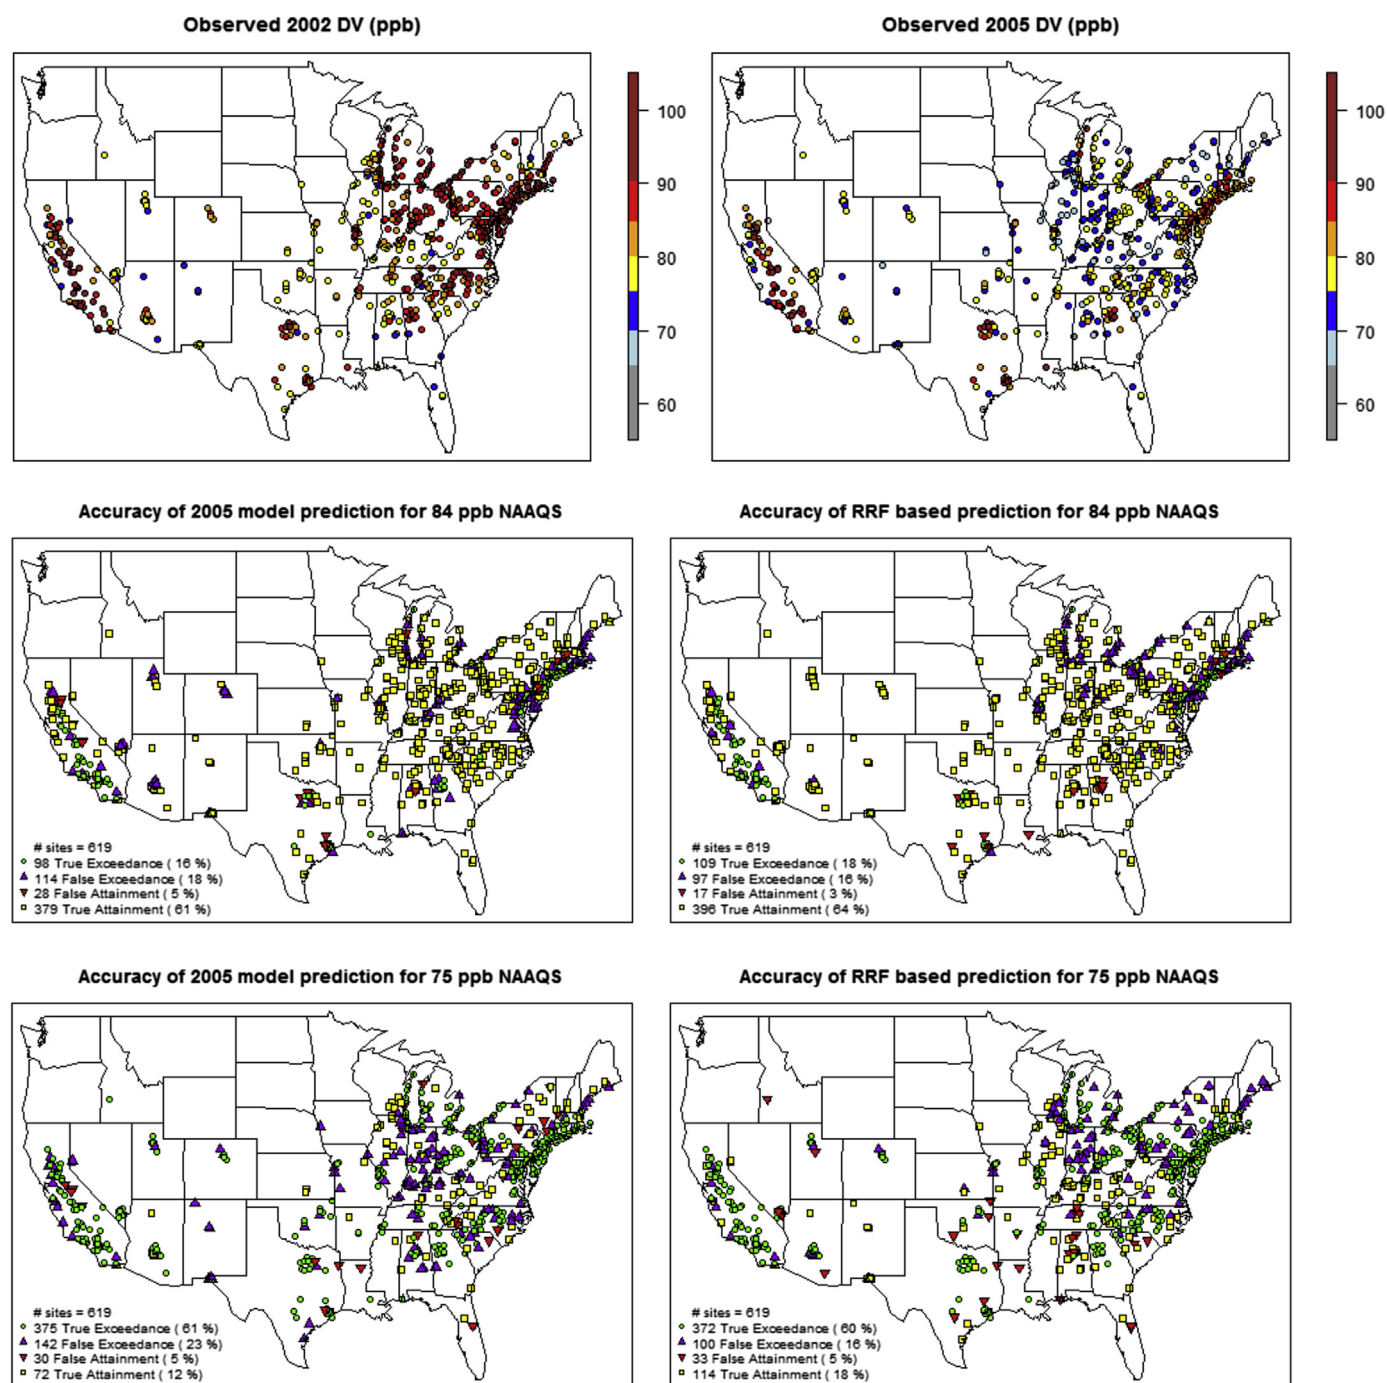 Observed 2002 DV (ppb)
Observed 2005 DV (ppb)
100
90
80
70
60
100
90
80
70
60
Accuracy of 2005 model prediction for 84 ppb NAAQS
Accuracy of RRF based prediction for 84 ppb NAAQS
# sites = 619
98 True Exceedance ( 16 %)
114 False Exceedance ( 18 %)
28 False Attainment ( 5 %)
379 True Attainment ( 61 %)
# sites = 619
109 True Exceedance ( 18 %)
97 False Exceedance ( 16 %)
17 False Attainment ( 3 %)
396 True Attainment ( 64 %)
Accuracy of 2005 model prediction for 75 ppb NAAQS
Accuracy of RRF based prediction for 75 ppb NAAQS
# sites = 619
375 True Exceedance ( 61 %)
142 False Exceedance ( 23 %)
30 False Attainment ( 5 %)
72 True Attainment ( 12 %)
# sites = 619
372 True Exceedance ( 60 %)
100 False Exceedance ( 16 %)
33 False Attainment ( 5 %)
114 True Attainment ( 18 %)